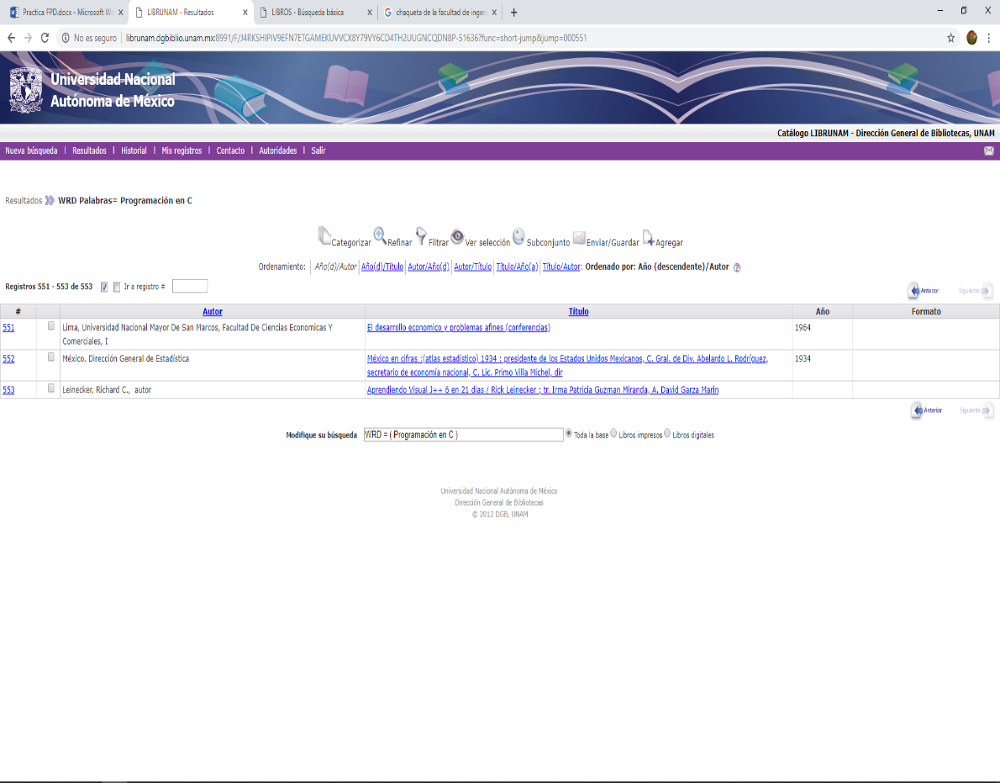 Practica FPD.docx - Microsoft Wo
LIBRUNAM - Resultados
LIBROS - Búsqueda básica
chaqueta de la facultad de ingen
No es seguro
librunam.dgbiblio.unam.mx:8991/F/J4RKSHIPIV9EFN7ETGAMEKUVVCX8Y79VY6CD4TH2UUGNCQDN8P-51636?func=short-jump&jump=000551
Universidad Nacional
Autónoma de México
Catálogo LIBRUNAM - Dirección General de Bibliotecas, UNAM
Nueva búsqueda | Resultados | Historial | Mis registros | Contacto | Autoridades | Salir
Resultados WRD Palabras= Programación en C
Categorizar Refinar Filtrar Ver selección Subconjunto Enviar/Guardar Agregar
Ordenamiento: Año(d)/Autor Año(d)/Título Autor/Año(d) Autor/Título Título/Año(a) Título/Autor: Ordenado por: Año (descendente)/Autor
Registros 551 - 553 de 553 Ir a registro #
Anterior Siguiente
# Autor Título Año Formato
551 Lima, Universidad Nacional Mayor De San Marcos, Facultad De Ciencias Economicas Y El desarrollo economico y problemas afines (conferencias) 1964
Comerciales, I
552 México. Dirección General de Estadística México en cifras :(atlas estadístico) 1934 : presidente de los Estados Unidos Mexicanos, C. Gral. de Div. Abelardo L. Rodríguez, 1934
secretario de economía nacional, C. Lic. Primo Villa Michel, dir
553 Leinecker, Richard C., autor Aprendiendo Visual J++ 6 en 21 dias / Rick Leinecker ; tr. Irma Patricia Guzman Miranda, A. David Garza Marin
Anterior Siguiente
Modifique su búsqueda WRD = ( Programación en C ) Toda la base Libros impresos Libros digitales
Universidad Nacional Autónoma de México
Dirección General de Bibliotecas
© 2012 DGB, UNAM